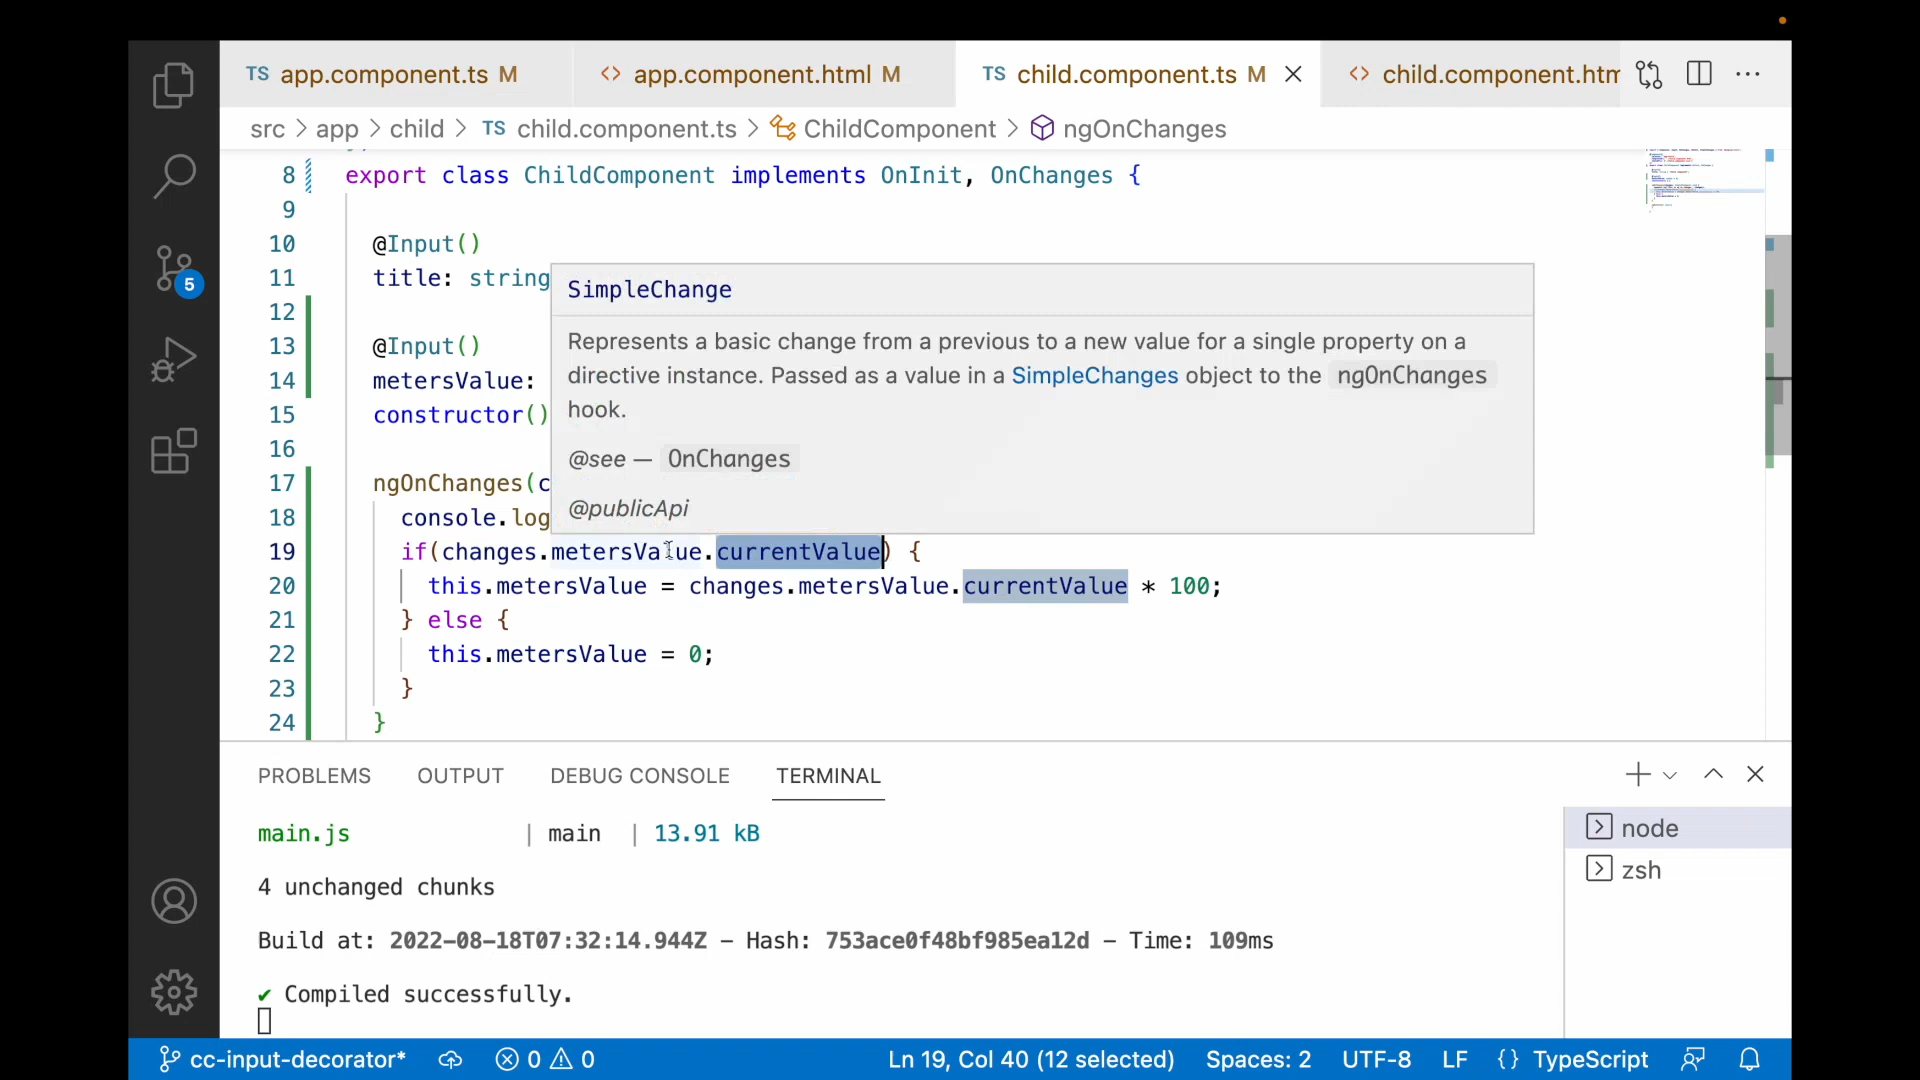 TS app.component.ts M
<> app.component.html M
TS child.component.ts M
<> child.component.htm
src > app > child > TS child.component.ts > ChildComponent > ngOnChanges
8 export class ChildComponent implements OnInit, OnChanges {
9
10 @Input()
11 title: string
12
13 @Input()
14 metersValue:
15 constructor()
16
17 ngOnChanges(c
18 console.log
19 if(changes.metersValue.currentValue) {
20 this.metersValue = changes.metersValue.currentValue * 100;
21 } else {
22 this.metersValue = 0;
23 }
24 }
SimpleChange
Represents a basic change from a previous to a new value for a single property on a
directive instance. Passed as a value in a SimpleChanges object to the ngOnChanges
hook.
@see — OnChanges
@publicApi
5
PROBLEMS OUTPUT DEBUG CONSOLE TERMINAL
main.js | main | 13.91 kB
4 unchanged chunks
Build at: 2022-08-18T07:32:14.944Z - Hash: 753ace0f48bf985ea12d - Time: 109ms
✔ Compiled successfully.
node
zsh
cc-input-decorator* 0 0 Ln 19, Col 40 (12 selected) Spaces: 2 UTF-8 LF {} TypeScript